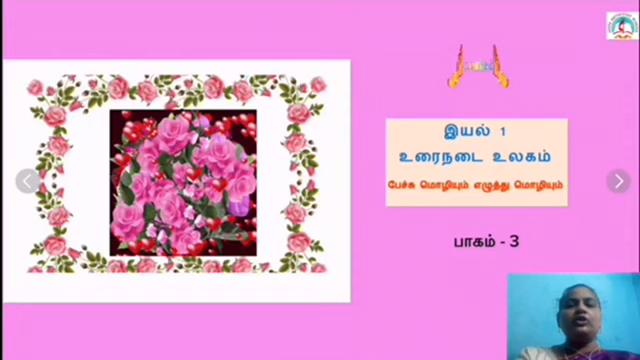 இயல் 1
உரைநடை உலகம்
பேச்சு மொழியும் எழுத்து மொழியும்
பாகம் - 3